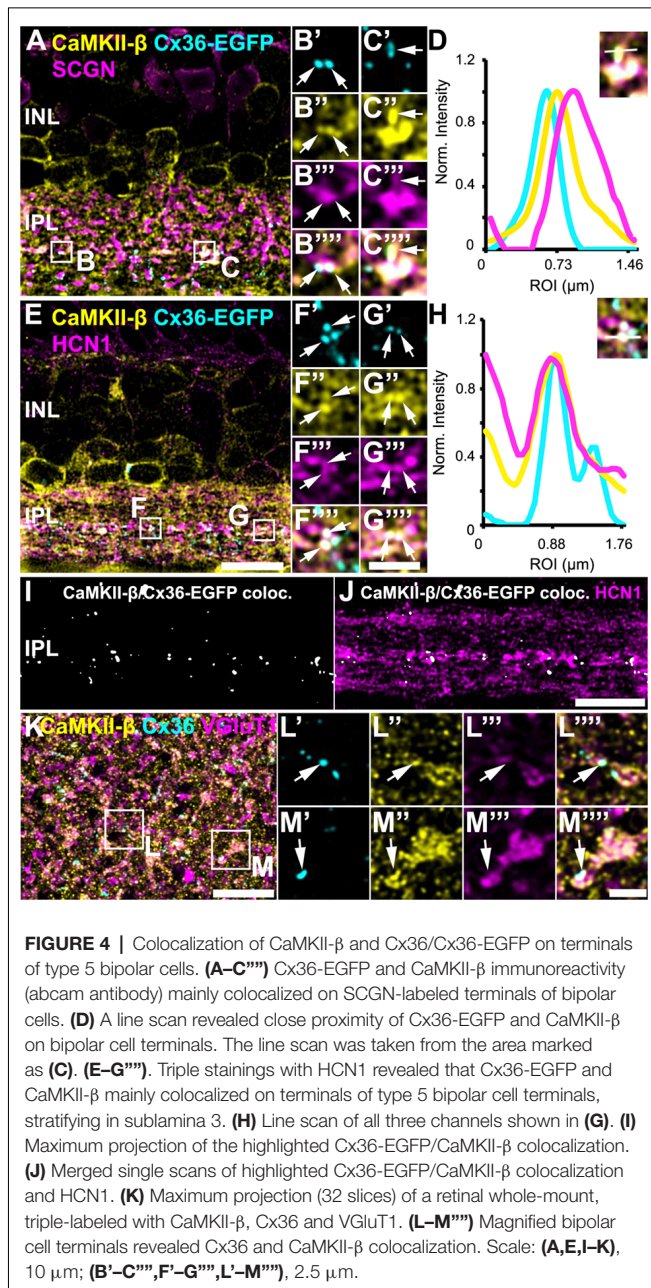 A CaMKII-β Cx36-EGFP
SCGN
INL
IPL
B
C
B’
C’
B’’
C’’
B’’’
C’’’
B’’’’
C’’’’
D
Norm. Intensity
1.2
0.8
0.4
0
0 0.73 1.46
ROI (µm)
E CaMKII-β Cx36-EGFP
HCN1
INL
IPL
F
G
F’
G’
F’’
G’’
F’’’
G’’’
F’’’’
G’’’’
H
Norm. Intensity
1.2
0.8
0.4
0
0 0.88 1.76
ROI (µm)
I CaMKII-β/Cx36-EGFP coloc.
IPL
J CaMKII-β/Cx36-EGFP coloc. HCN1
K CaMKII-β Cx36 VGluT1
L
M
L’
L’’
L’’’
L’’’’
M’
M’’
M’’’
M’’’’
FIGURE 4 | Colocalization of CaMKII-β and Cx36/Cx36-EGFP on terminals
of type 5 bipolar cells. (A–C””) Cx36-EGFP and CaMKII-β immunoreactivity
(abcam antibody) mainly colocalized on SCGN-labeled terminals of bipolar
cells. (D) A line scan revealed close proximity of Cx36-EGFP and CaMKII-β
on bipolar cell terminals. The line scan was taken from the area marked
as (C). (E–G””). Triple stainings with HCN1 revealed that Cx36-EGFP and
CaMKII-β mainly colocalized on terminals of type 5 bipolar cell terminals,
stratifying in sublamina 3. (H) Line scan of all three channels shown in (G). (I)
Maximum projection of the highlighted Cx36-EGFP/CaMKII-β colocalization.
(J) Merged single scans of highlighted Cx36-EGFP/CaMKII-β colocalization
and HCN1. (K) Maximum projection (32 slices) of a retinal whole-mount,
triple-labeled with CaMKII-β, Cx36 and VGluT1. (L–M””) Magnified bipolar
cell terminals revealed Cx36 and CaMKII-β colocalization. Scale: (A,E,I–K),
10 µm; (B’–C””,F’–G””,L’–M””), 2.5 µm.